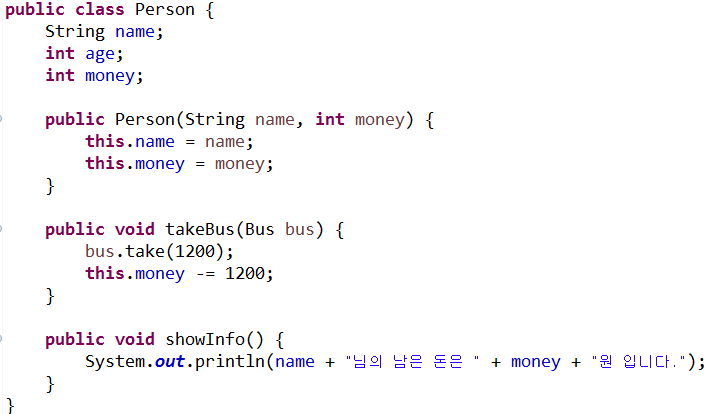 public class Person {
String name;
int age;
int money;
public Person(String name, int money) {
this.name = name;
this.money = money;
}
public void takeBus(Bus bus) {
bus.take(1200);
this.money -= 1200;
}
public void showInfo() {
System.out.println(name + "님의 남은 돈은 " + money + "원 입니다.");
}
}